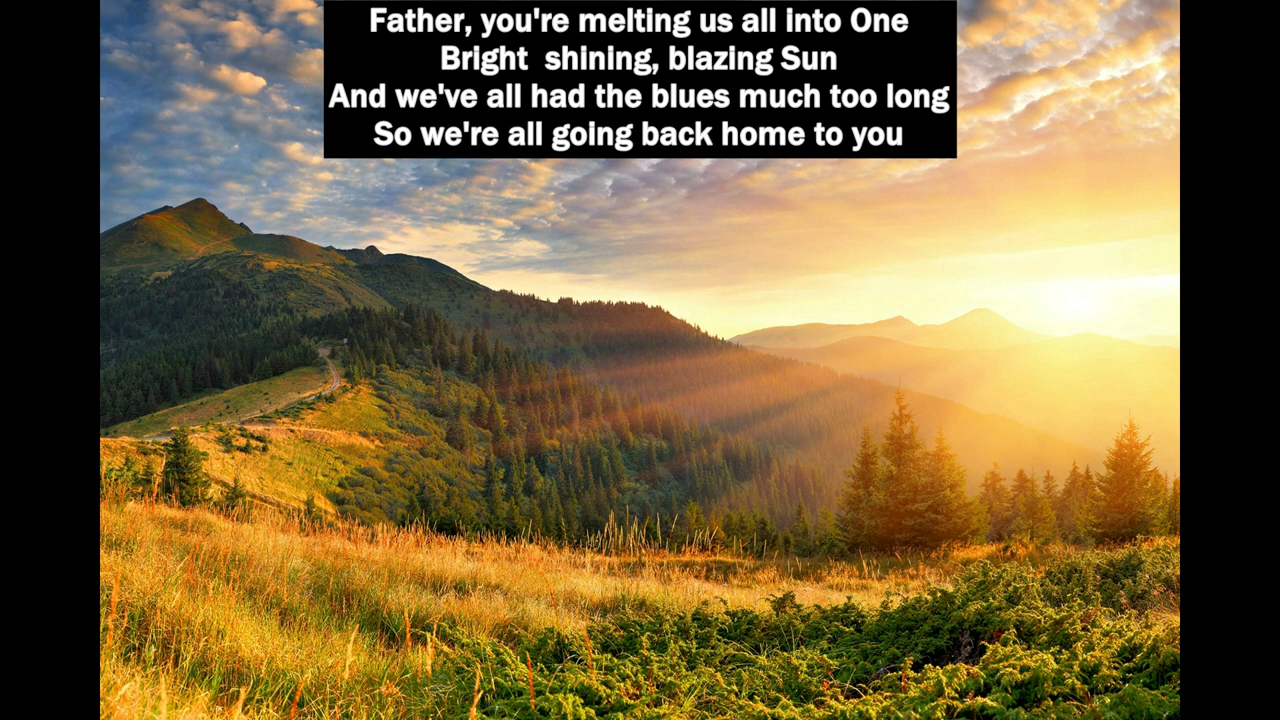 Father, you're melting us all into One
Bright  shining, blazing Sun
And we've all had the blues much too long
So we're all going back home to you